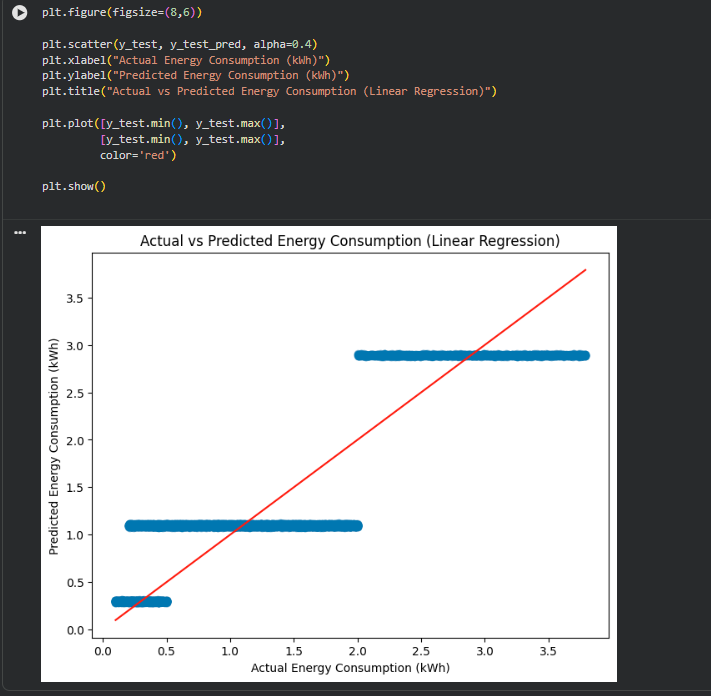 plt.figure(figsize=(8,6))
plt.scatter(y_test, y_test_pred, alpha=0.4)
plt.xlabel("Actual Energy Consumption (kWh)")
plt.ylabel("Predicted Energy Consumption (kWh)")
plt.title("Actual vs Predicted Energy Consumption (Linear Regression)")
plt.plot([y_test.min(), y_test.max()],
         [y_test.min(), y_test.max()],
         color='red')
plt.show()
Actual vs Predicted Energy Consumption (Linear Regression)
Predicted Energy Consumption (kWh)
3.5
3.0
2.5
2.0
1.5
1.0
0.5
0.0
0.0 0.5 1.0 1.5 2.0 2.5 3.0 3.5
Actual Energy Consumption (kWh)